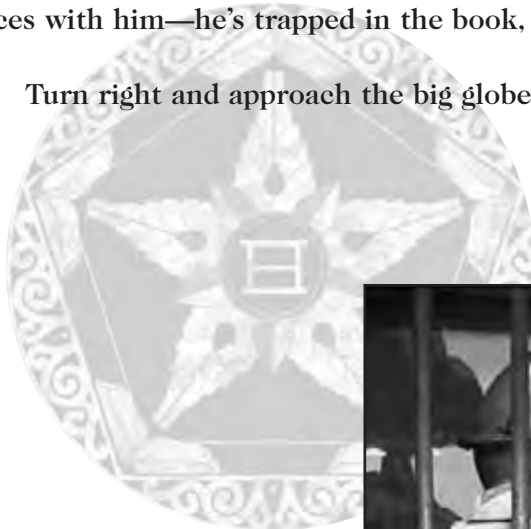 ces with him—he's trapped in the book,
Turn right and approach the big globe